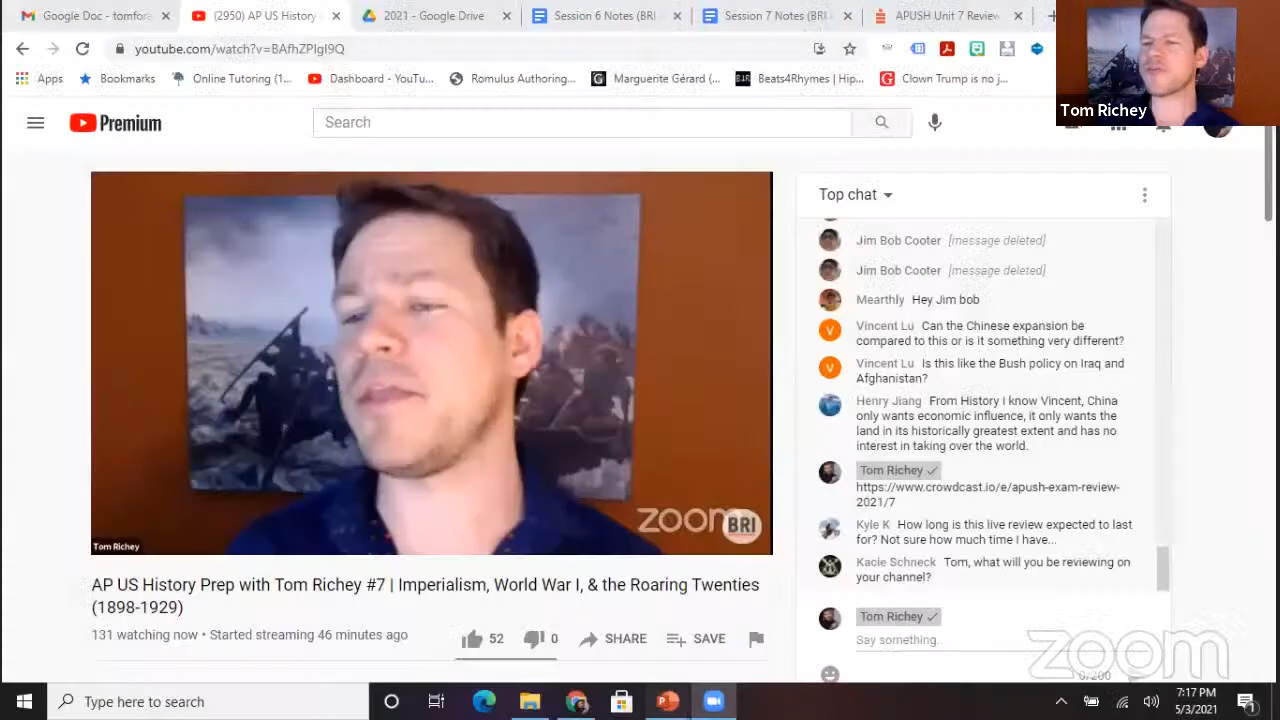 Google Doc - tomfora
(2950) AP US History
2021 - Google Drive
Session 6 Notes (BRI
Session 7 Notes (BRI
APUSH Unit 7 Review
youtube.com/watch?v=BAfhZPIgI9Q
Apps
Bookmarks
Online Tutoring (1...
Dashboard - YouTu...
Romulus Authoring...
Marguerite Gérard (...
Beats4Rhymes | Hip...
Clown Trump is no j...
Tom Richey
Premium
Search
Top chat
Jim Bob Cooter [message deleted]
Jim Bob Cooter [message deleted]
Mearthly Hey Jim bob
Vincent Lu Can the Chinese expansion be
compared to this or is it something very different?
Vincent Lu Is this like the Bush policy on Iraq and
Afghanistan?
Henry Jiang From History I know Vincent, China
only wants economic influence, it only wants the
land in its historically greatest extent and has no
interest in taking over the world.
Tom Richey
https://www.crowdcast.io/e/apush-exam-review-
2021/7
Kyle K How long is this live review expected to last
for? Not sure how much time I have...
Kacie Schneck Tom, what will you be reviewing on
your channel?
Tom Richey
Say something..
0/200
zoom
BRI
Tom Richey
AP US History Prep with Tom Richey #7 | Imperialism, World War I, & the Roaring Twenties
(1898-1929)
131 watching now • Started streaming 46 minutes ago
52
0
SHARE
SAVE
zoom
Type here to search
7:17 PM
5/3/2021
1